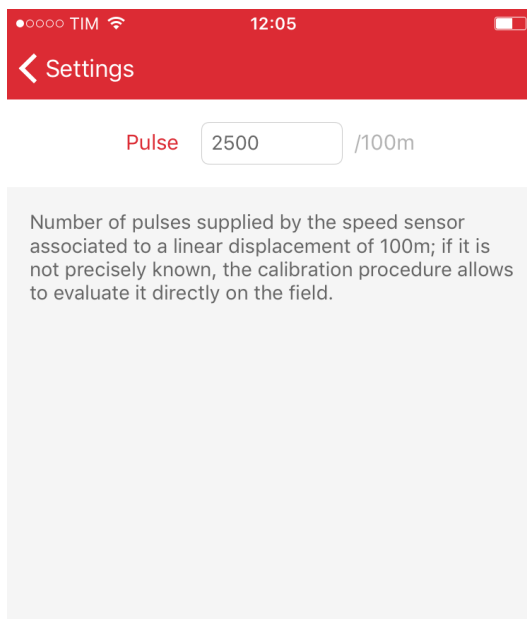 TIM 12:05
Settings
Pulse 2500 /100m
Number of pulses supplied by the speed sensor
associated to a linear displacement of 100m; if it is
not precisely known, the calibration procedure allows
to evaluate it directly on the field.